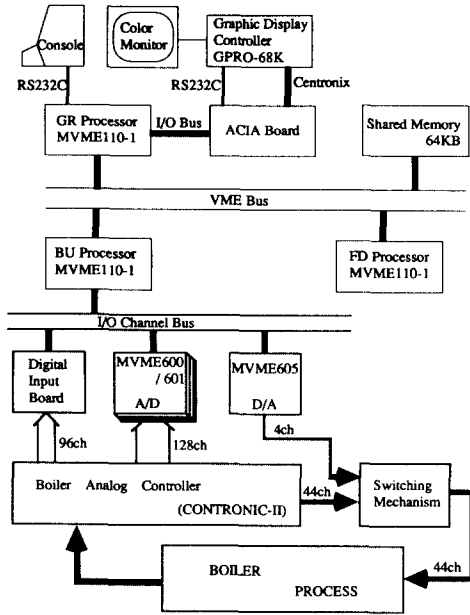 Console
Color
Monitor
Graphic Display
Controller
GPRO-68K
RS232C
RS232C
Centronix
GR Processor
MVME110-1
I/O Bus
ACIA Board
Shared Memory
64KB
VME Bus
BU Processor
MVME110-1
FD Processor
MVME110-1
I/O Channel Bus
Digital
Input
Board
MVME600
/ 601
A/D
MVME605
D/A
96ch
128ch
4ch
Boiler Analog Controller
(CONTRONIC-II)
44ch
Switching
Mechanism
44ch
BOILER
PROCESS